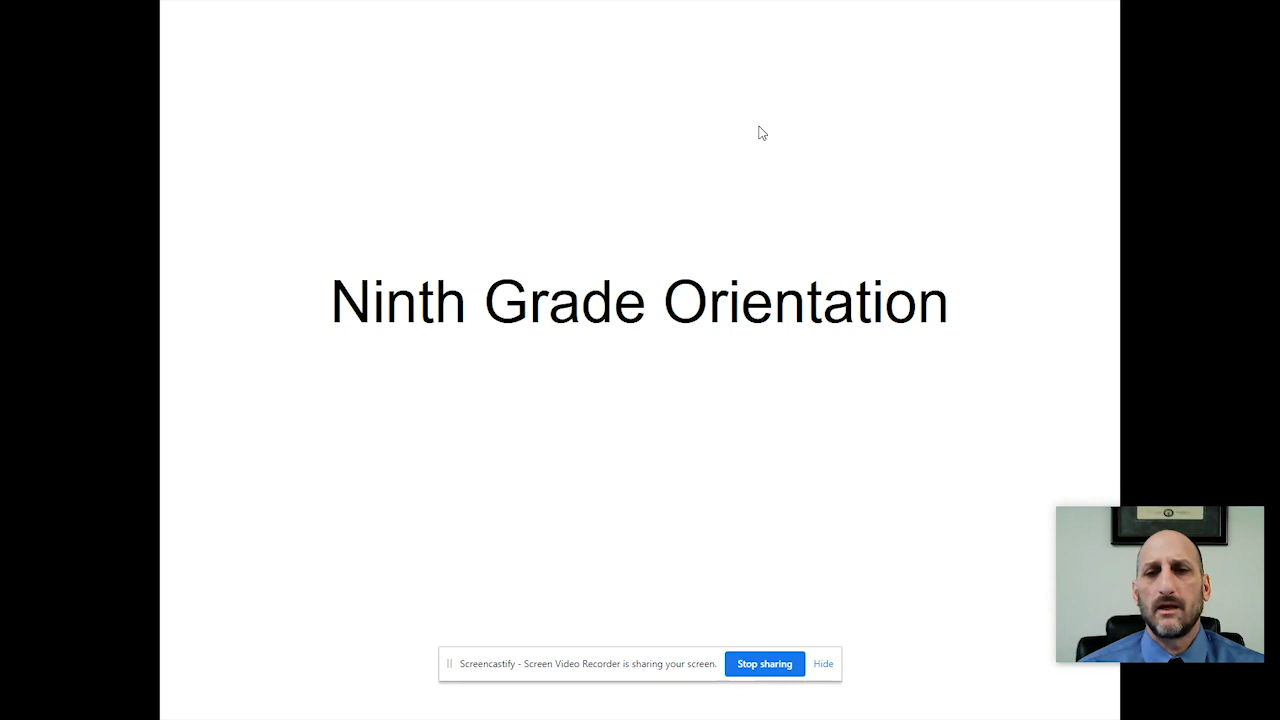 Ninth Grade Orientation
Screencastify - Screen Video Recorder is sharing your screen. Stop sharing Hide